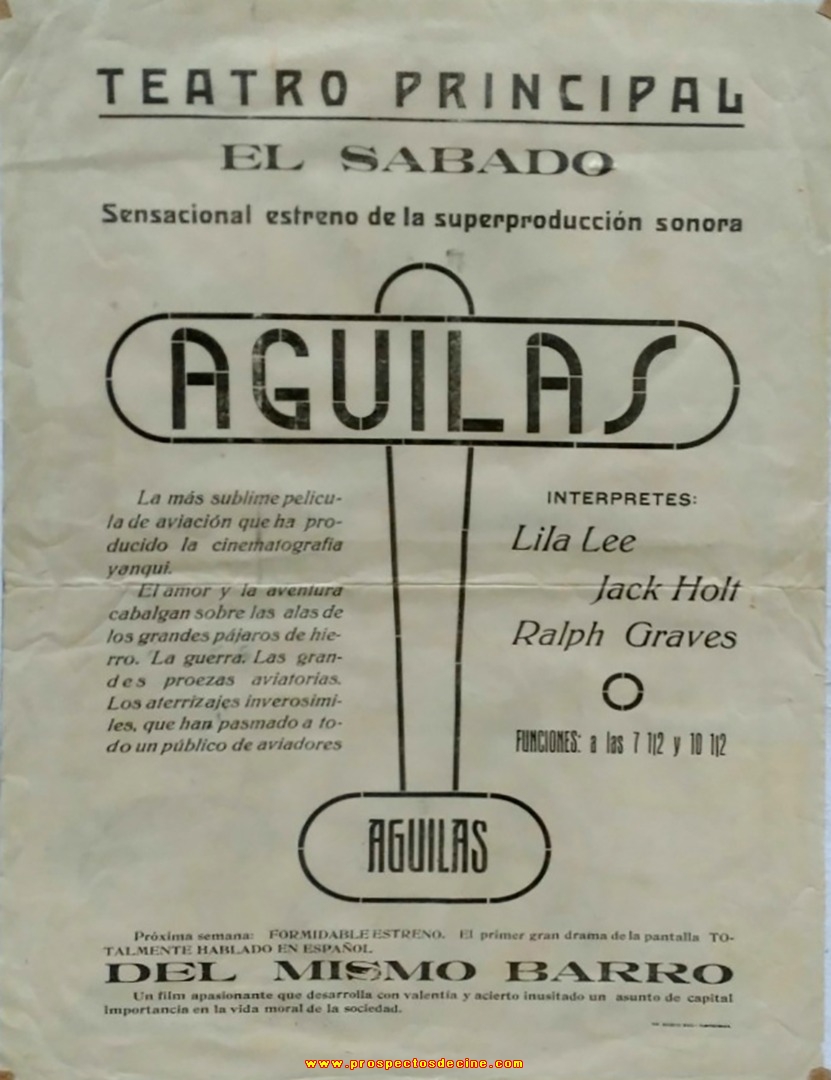 TEATRO PRINCIPAL
EL SABADO
Sensacional estreno de la superproducción sonora
AGUILAS
La más sublime pelicu-
la de aviación que ha pro-
ducido la cinematografia
yanqui.
El amor y la aventura
cabalgan sobre las alas de
los grandes pájaros de hie-
rro. La guerra. Las gran-
des proezas aviatorias.
Los aterrizajes inverosimi-
les, que han pasmado a to-
do un público de aviadores
INTERPRETES:
Lila Lee
Jack Holt
Ralph Graves
FUNCIONES: a las 7 1|2 y 10 1|2
AGUILAS
Próxima semana: FORMIDABLE ESTRENO. El primer gran drama de la pantalla TO-
TALMENTE HABLADO EN ESPAÑOL
DEL MISMO BARRO
Un film apasionante que desarrolla con valentía y acierto inusitado un asunto de capital
importancia en la vida moral de la sociedad.
www.prospectosdecine.com